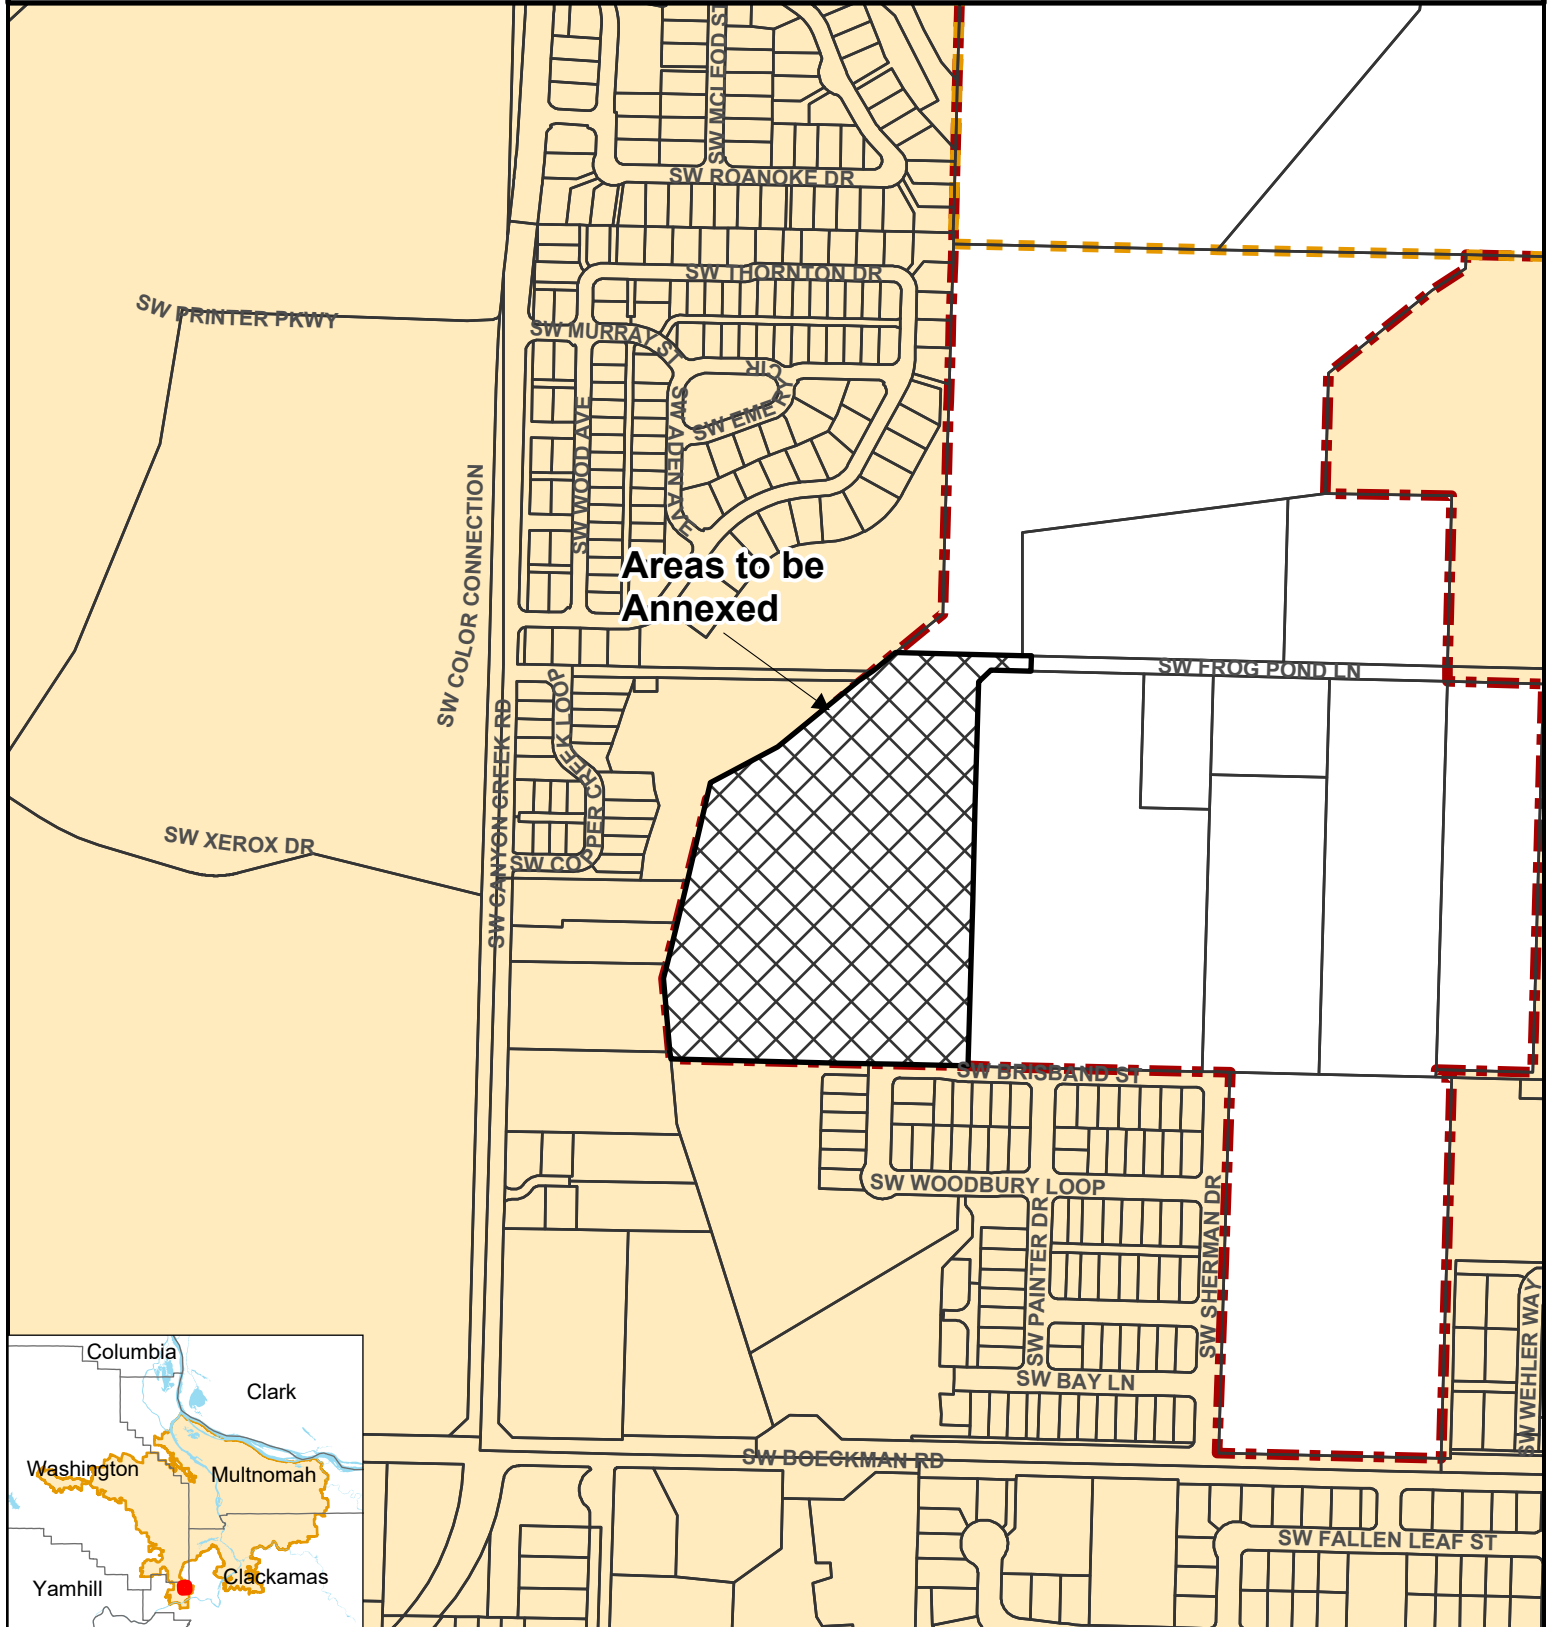 SW MCLEOD ST
SW ROANOKE DR
SW THORNTON DR
SW PRINTER PKWY
SW MURRAY ST
CIR
SW EMERY
SW ADEN AVE
SW WOOD AVE
SW COLOR CONNECTION
Areas to be
Annexed
SW FROG POND LN
SW CANYON CREEK RD
SW COPPER CREEK LOOP
SW XEROX DR
SW BRISBAND ST
SW WOODBURY LOOP
SW PAINTER DR
SW SHERMAN DR
SW BAY LN
SW WEHLER WAY
SW BOECKMAN RD
SW FALLEN LEAF ST
Columbia
Clark
Washington
Multnomah
Yamhill
Clackamas